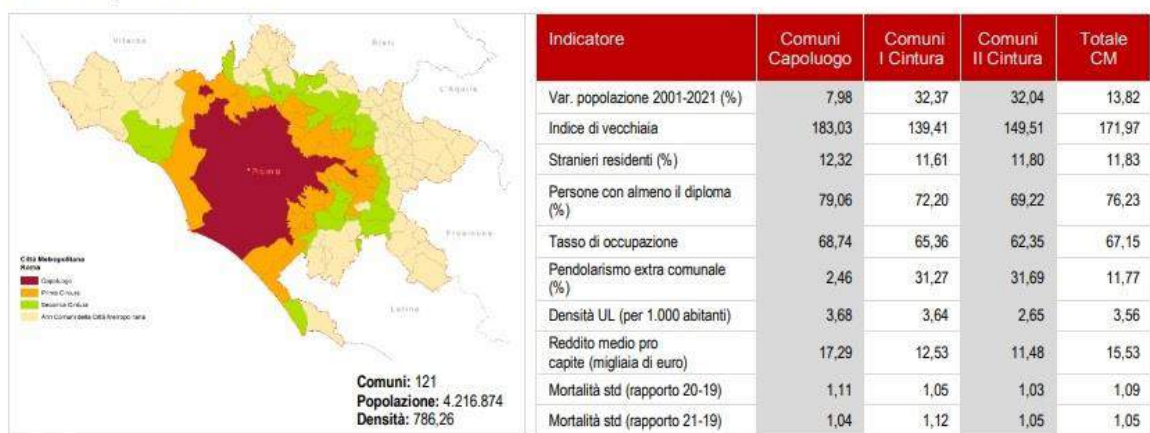 Viterbo
Rieti
L'Aquila
Roma
Frosinone
Latina
Città Metropolitana
Roma
Capoluogo
Prima Cintura
Seconda Cintura
Altri Comuni della Città Metropolitana
Comuni: 121
Popolazione: 4.216.874
Densità: 786,26
Indicatore Comuni Capoluogo Comuni I Cintura Comuni II Cintura Totale CM
Var. popolazione 2001-2021 (%) 7,98 32,37 32,04 13,82
Indice di vecchiaia 183,03 139,41 149,51 171,97
Stranieri residenti (%) 12,32 11,61 11,80 11,83
Persone con almeno il diploma (%) 79,06 72,20 69,22 76,23
Tasso di occupazione 68,74 65,36 62,35 67,15
Pendolarismo extra comunale (%) 2,46 31,27 31,69 11,77
Densità UL (per 1.000 abitanti) 3,68 3,64 2,65 3,56
Reddito medio pro capite (migliaia di euro) 17,29 12,53 11,48 15,53
Mortalità std (rapporto 20-19) 1,11 1,05 1,03 1,09
Mortalità std (rapporto 21-19) 1,04 1,12 1,05 1,05